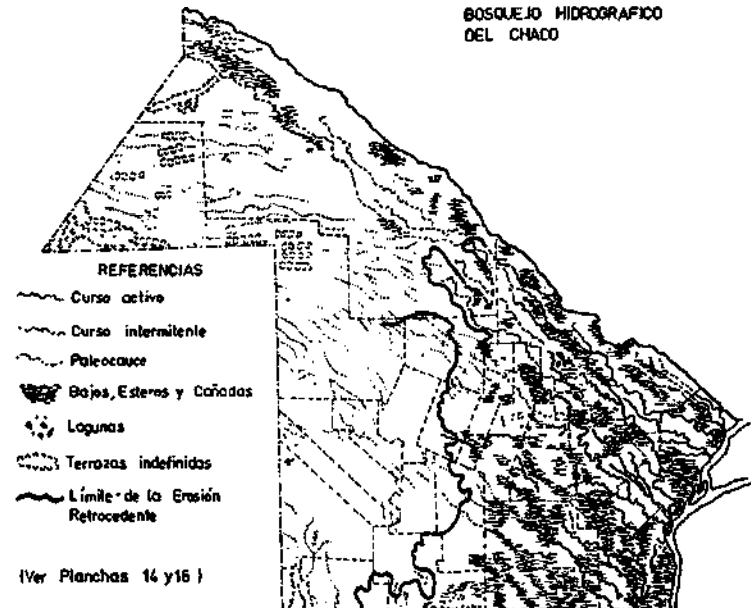 BOSQUEJO HIDROGRAFICO
DEL CHACO
REFERENCIAS
Curso activo
Curso intermitente
Paleocauce
Bajos, Esteros y Cañadas
Lagunas
Terrazas indefinidas
Límite de la Erosión
Retrocedente
(Ver Planchas 14 y 16)